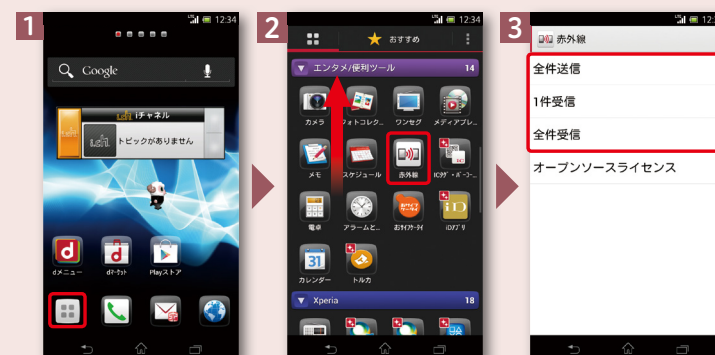 1
12:34
Google
iチャネル
トピックがありません
dメニュー
dマーケット
Playストア
2
12:34
おすすめ
エンタメ/便利ツール
14
カメラ
フォトコレク...
ワンセグ
メディアプレ...
メモ
スケジュール
赤外線
電卓
アラームと...
おサイフケータイ
iDアプリ
31
カレンダー
トルカ
Xperia
18
3
赤外線
全件送信
1件受信
全件受信
オープンソースライセンス